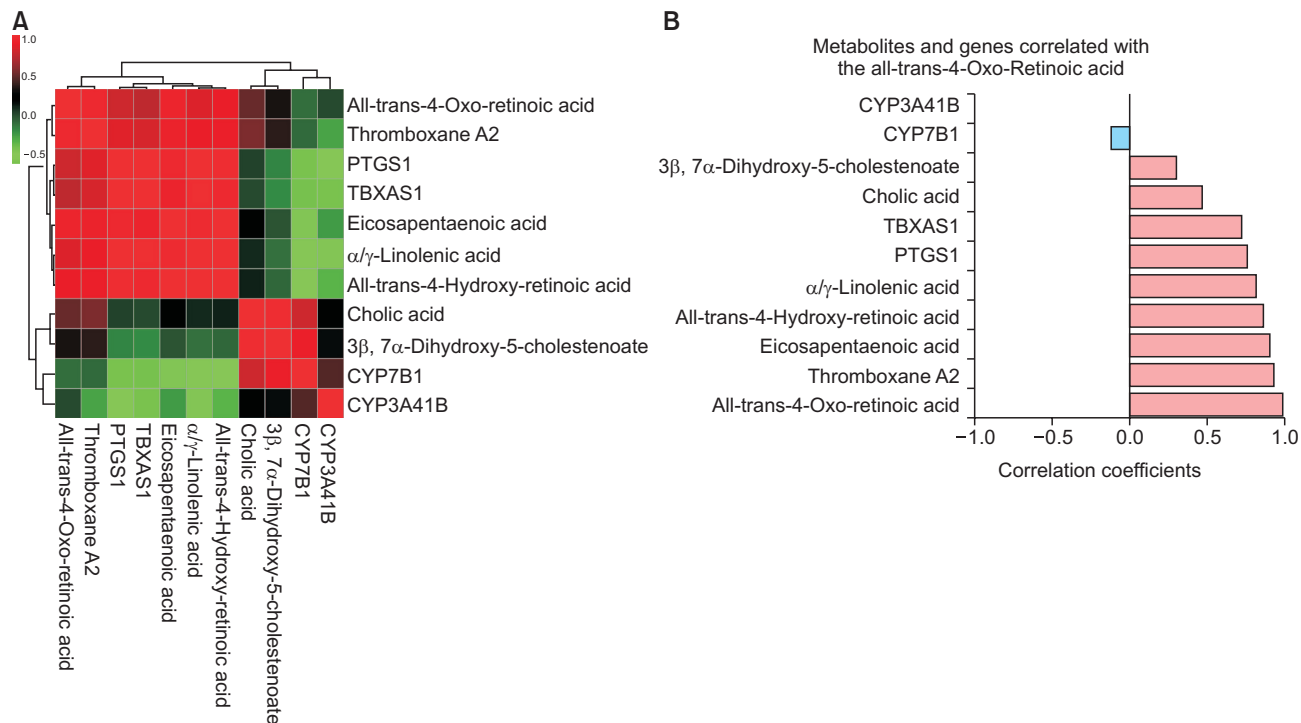 A
1.0
0.5
0.0
−0.5
All-trans-4-Oxo-retinoic acid
Thromboxane A2
PTGS1
TBXAS1
Eicosapentaenoic acid
α/γ-Linolenic acid
All-trans-4-Hydroxy-retinoic acid
Cholic acid
3β, 7α-Dihydroxy-5-cholestenoate
CYP7B1
CYP3A41B
All-trans-4-Oxo-retinoic acid
Thromboxane A2
PTGS1
TBXAS1
Eicosapentaenoic acid
α/γ-Linolenic acid
All-trans-4-Hydroxy-retinoic acid
Cholic acid
3β, 7α-Dihydroxy-5-cholestenoate
CYP7B1
CYP3A41B
B
Metabolites and genes correlated with
the all-trans-4-Oxo-Retinoic acid
CYP3A41B
CYP7B1
3β, 7α-Dihydroxy-5-cholestenoate
Cholic acid
TBXAS1
PTGS1
α/γ-Linolenic acid
All-trans-4-Hydroxy-retinoic acid
Eicosapentaenoic acid
Thromboxane A2
All-trans-4-Oxo-retinoic acid
−1.0 −0.5 0.0 0.5 1.0
Correlation coefficients